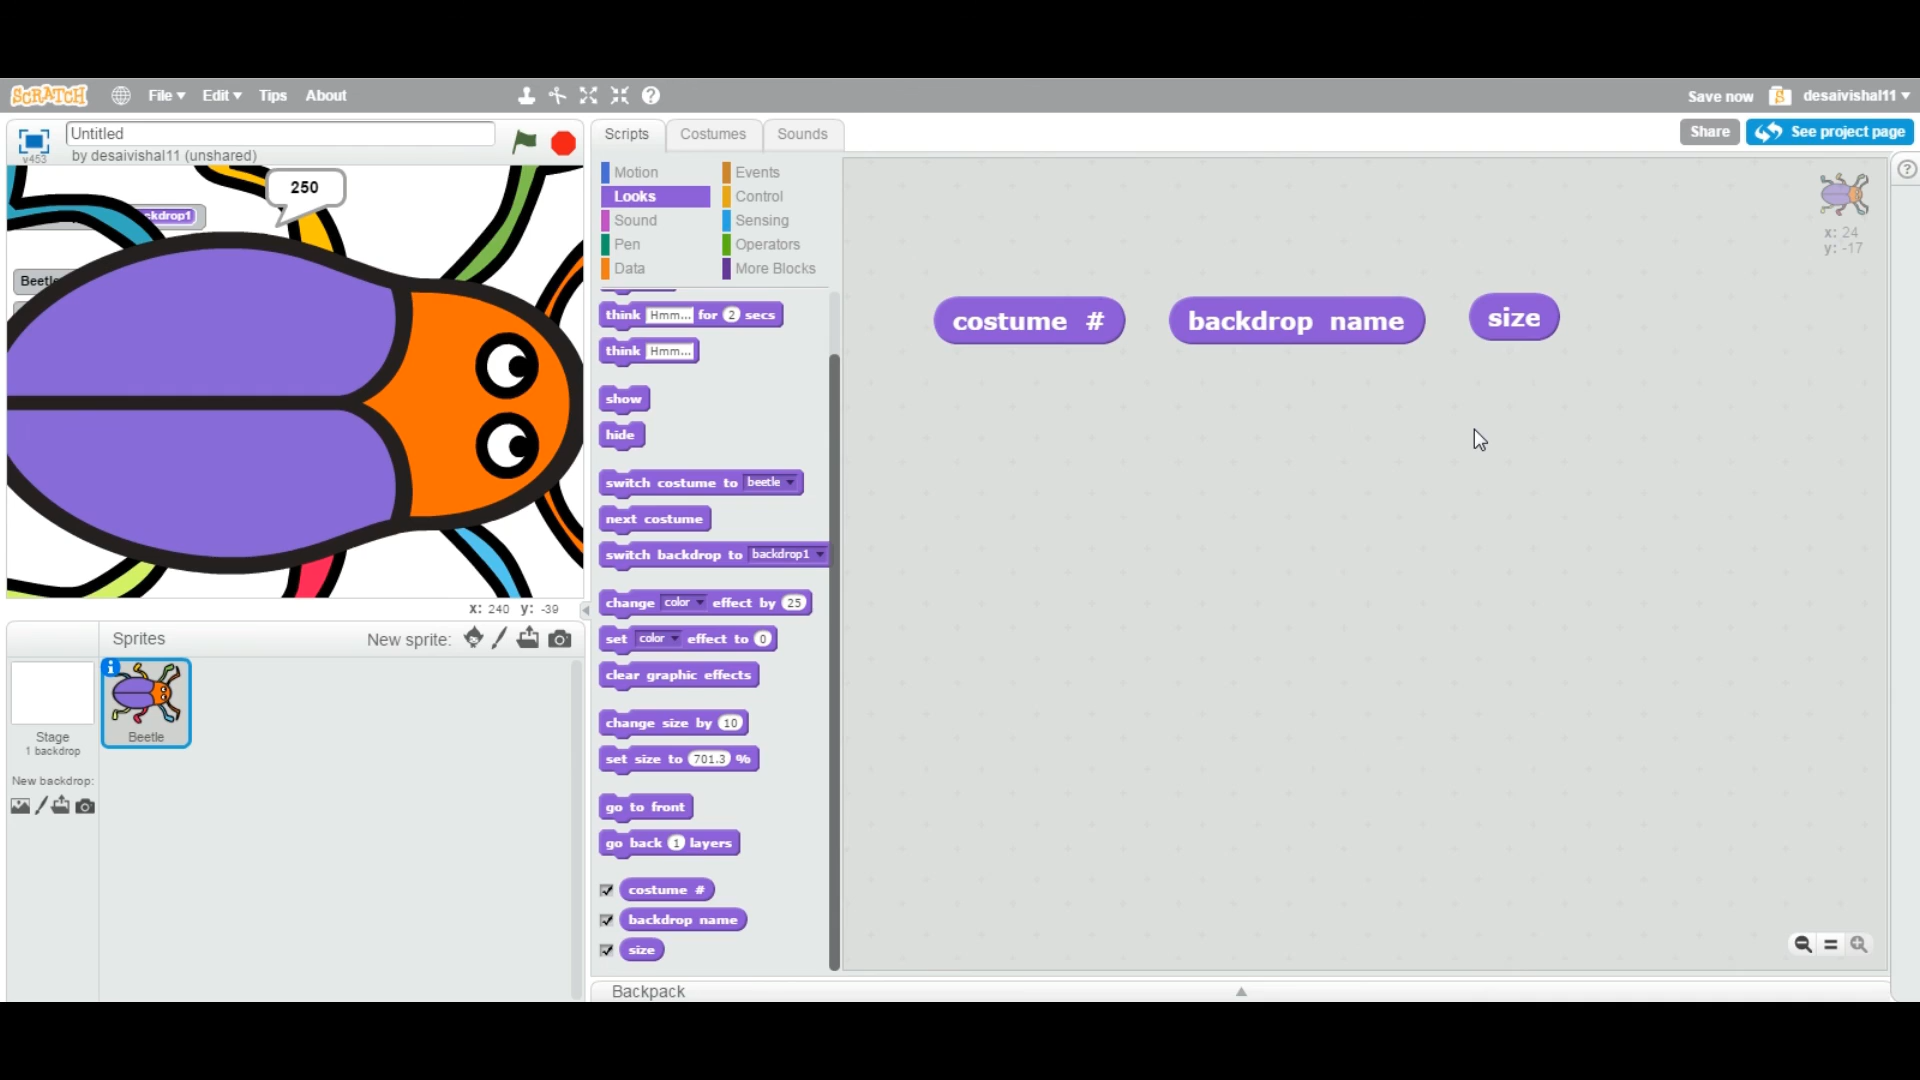 SCRATCH File Edit Tips About
Save now desaivishal11
v453
Untitled
by desaivishal11 (unshared)
Scripts Costumes Sounds
Share See project page
250
Beetle
x: 240 y: -39
Motion Events
Looks Control
Sound Sensing
Pen Operators
Data More Blocks
think Hmm... for 2 secs
think Hmm...
show
hide
switch costume to beetle
next costume
switch backdrop to backdrop1
change color effect by 25
set color effect to 0
clear graphic effects
change size by 10
set size to 701.3 %
go to front
go back 1 layers
costume #
backdrop name
size
costume # backdrop name size
x: 24
y: -17
Sprites New sprite:
Stage
1 backdrop
New backdrop:
Beetle
Backpack